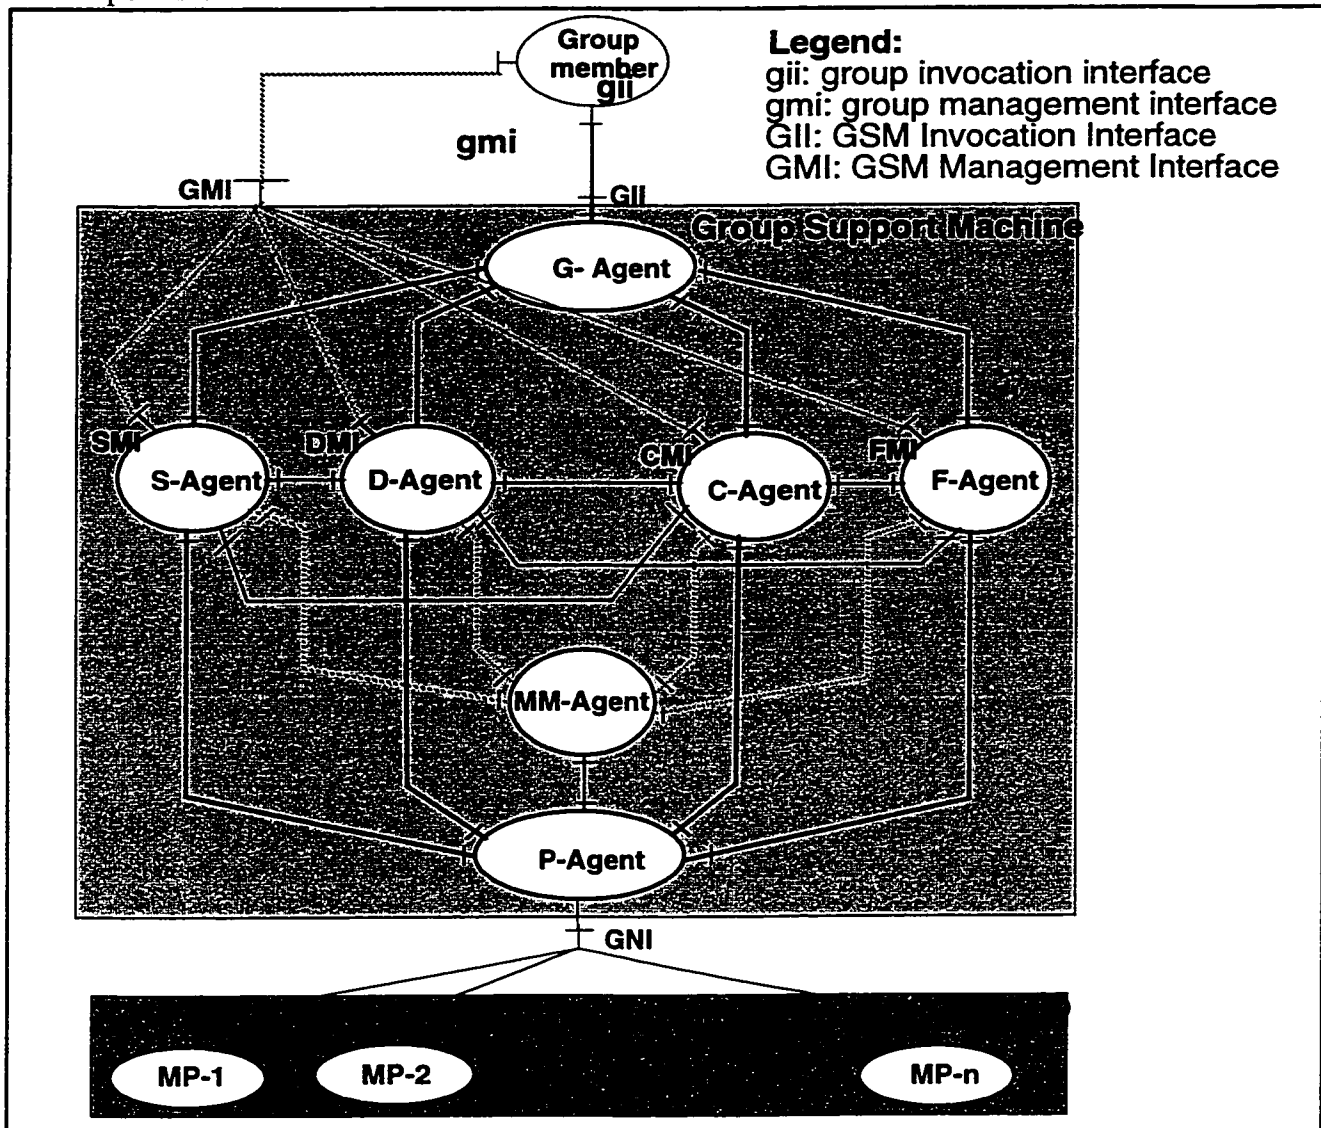 Group
member
gii
Legend:
gii: group invocation interface
gmi: group management interface
GII: GSM Invocation Interface
GMI: GSM Management Interface
gmi
GMI
GII
Group Support Machine
G- Agent
SMI
DMI
CMI
FMI
S-Agent
D-Agent
C-Agent
F-Agent
MM-Agent
P-Agent
GNI
MP-1
MP-2
MP-n